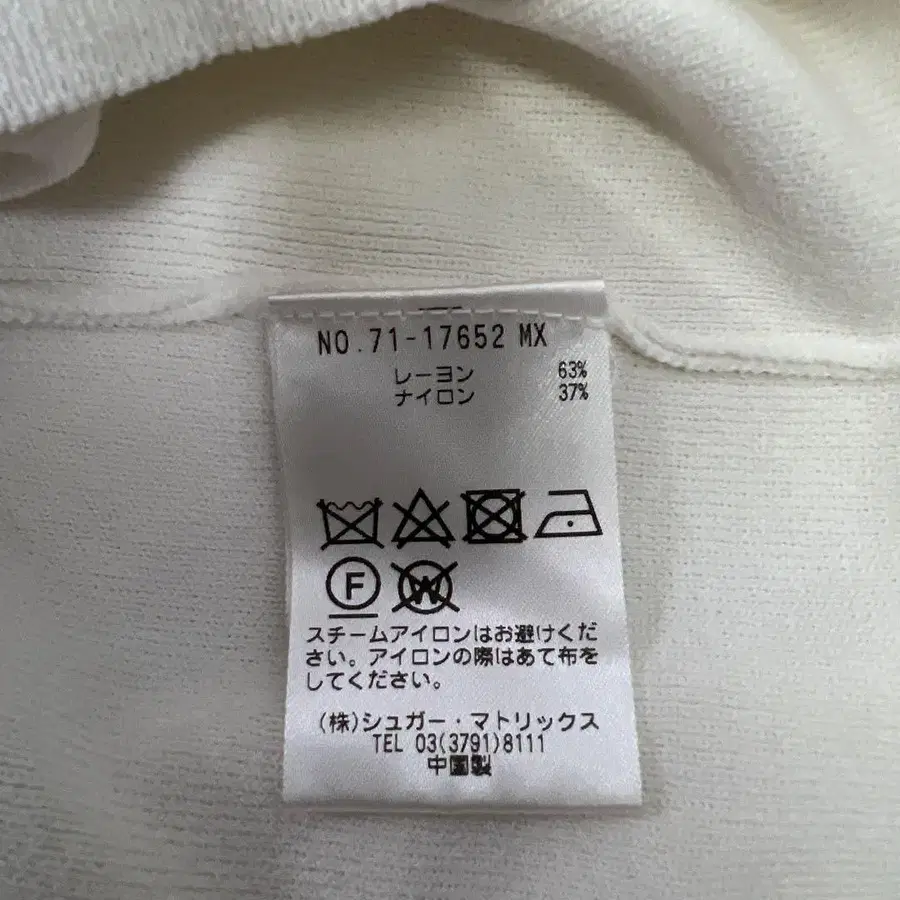 NO.71-17652 MX
レーヨン 63%
ナイロン 37%
F W
スチームアイロンはお避けくだ
さい。アイロンの際はあて布を
してください。
(株)シュガー・マトリックス
TEL 03(3791)8111
中国製